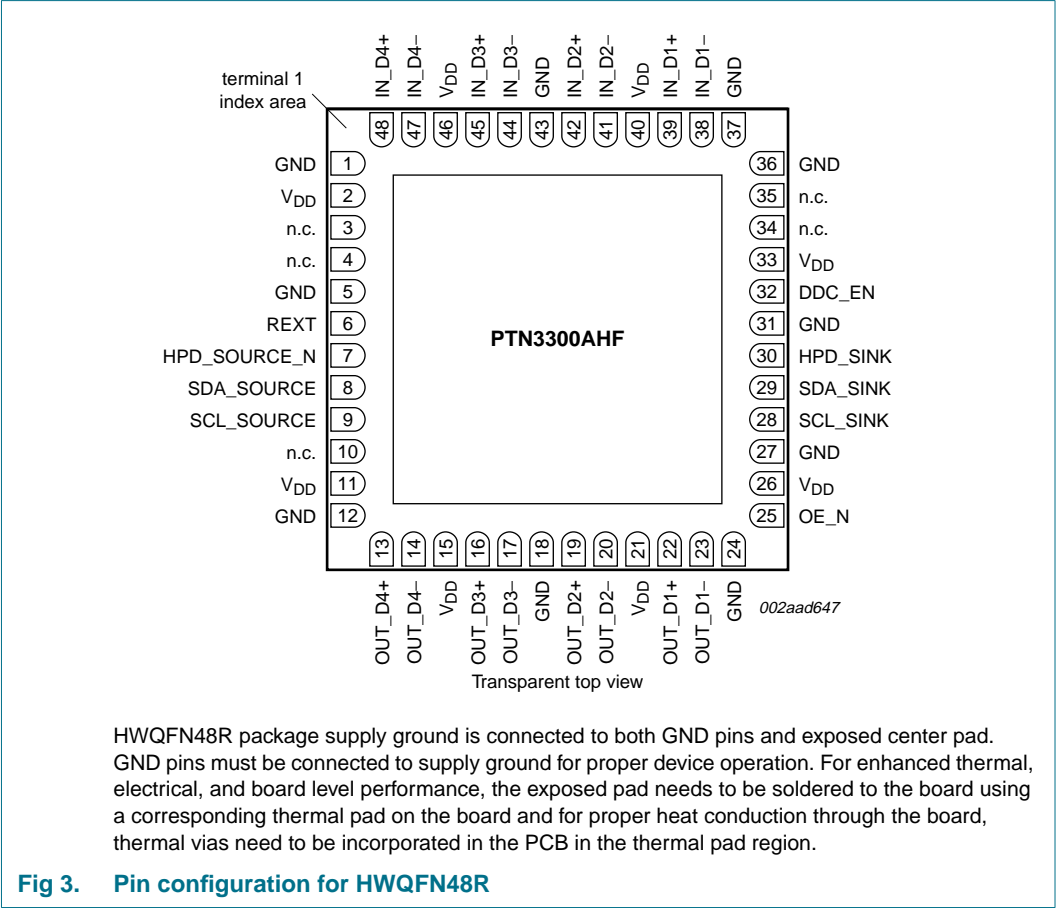 IN_D4+
IN_D4−
VDD
IN_D3+
IN_D3−
GND
IN_D2+
IN_D2−
VDD
IN_D1+
IN_D1−
GND
terminal 1
index area
48 47 46 45 44 43 42 41 40 39 38 37
GND 1
VDD 2
n.c. 3
n.c. 4
GND 5
REXT 6
HPD_SOURCE_N 7
SDA_SOURCE 8
SCL_SOURCE 9
n.c. 10
VDD 11
GND 12
PTN3300AHF
36 GND
35 n.c.
34 n.c.
33 VDD
32 DDC_EN
31 GND
30 HPD_SINK
29 SDA_SINK
28 SCL_SINK
27 GND
26 VDD
25 OE_N
13 14 15 16 17 18 19 20 21 22 23 24
OUT_D4+
OUT_D4−
VDD
OUT_D3+
OUT_D3−
GND
OUT_D2+
OUT_D2−
VDD
OUT_D1+
OUT_D1−
GND
002aad647
Transparent top view
HWQFN48R package supply ground is connected to both GND pins and exposed center pad.
GND pins must be connected to supply ground for proper device operation. For enhanced thermal,
electrical, and board level performance, the exposed pad needs to be soldered to the board using
a corresponding thermal pad on the board and for proper heat conduction through the board,
thermal vias need to be incorporated in the PCB in the thermal pad region.
Fig 3. Pin configuration for HWQFN48R